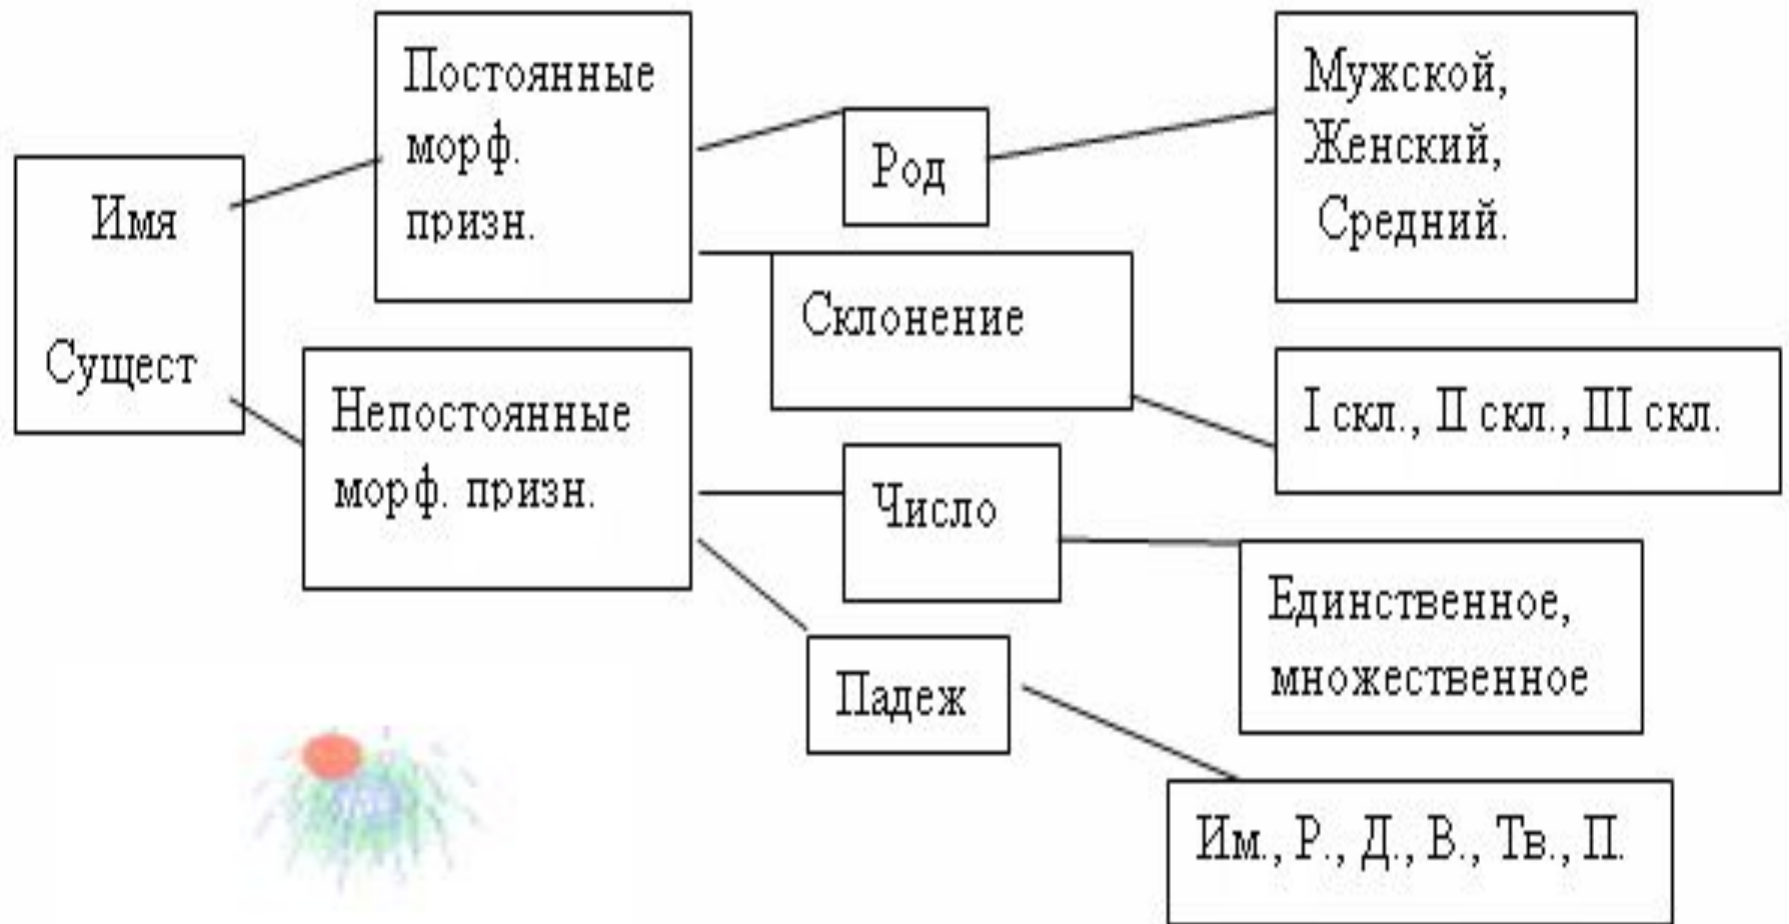 Имя
Сущест
Постоянные
морф.
призн.
Непостоянные
морф. призн.
Род
Склонение
Число
Падеж
Мужской,
Женский,
Средний.
I скл., II скл., III скл.
Единственное,
множественное
Им., Р., Д., В., Тв., П.